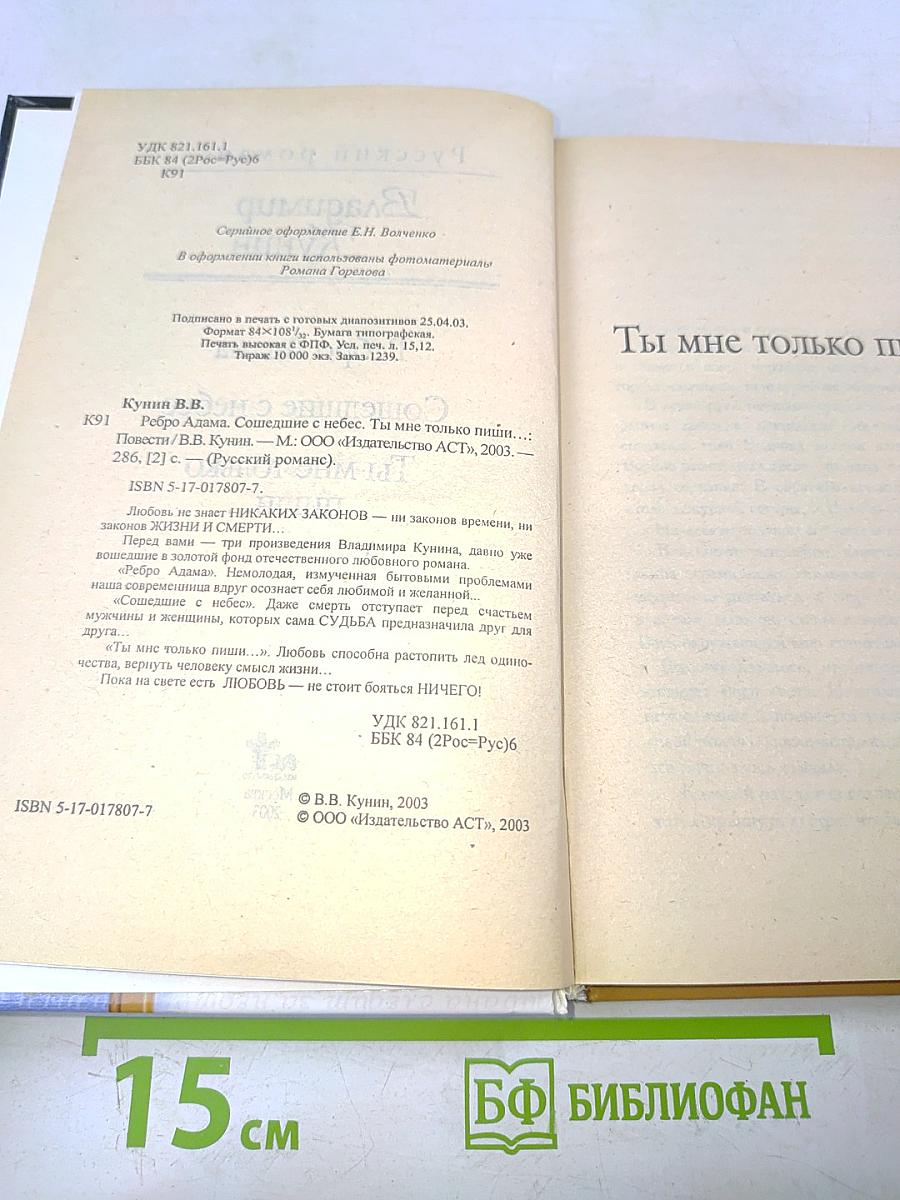 УДК 821.161.1
ББК 84 (2Рос=Рус)6
К91
Серийное оформление Е.Н. Волченко
В оформлении книги использованы фотоматериалы
Романа Горелова
Подписано в печать с готовых диапозитивов 25.04.03.
Формат 84×108¹/₃₂. Бумага типографская.
Печать высокая с ФПФ. Усл. печ. л. 15,12.
Тираж 10 000 экз. Заказ 1239.
Кунин В.В.
К91 Ребро Адама. Сошедшие с небес. Ты мне только пиши...:
Повести / В.В. Кунин. — М.: ООО «Издательство АСТ», 2003. —
286, [2] с. — (Русский романс).
ISBN 5-17-017807-7.
Любовь не знает НИКАКИХ ЗАКОНОВ — ни законов времени, ни
законов ЖИЗНИ И СМЕРТИ...
Перед вами — три произведения Владимира Кунина, давно уже
вошедшие в золотой фонд отечественного любовного романа.
«Ребро Адама». Немолодая, измученная бытовыми проблемами
наша современница вдруг осознает себя любимой и желанной...
«Сошедшие с небес». Даже смерть отступает перед счастьем
мужчины и женщины, которых сама СУДЬБА предназначила друг для
друга...
«Ты мне только пиши...». Любовь способна растопить лед одино-
чества, вернуть человеку смысл жизни...
Пока на свете есть ЛЮБОВЬ — не стоит бояться НИЧЕГО!
УДК 821.161.1
ББК 84 (2Рос=Рус)6
ISBN 5-17-017807-7
© В.В. Кунин, 2003
© ООО «Издательство АСТ», 2003
Ты мне только п
15 см
БФ БИБЛИОФАН